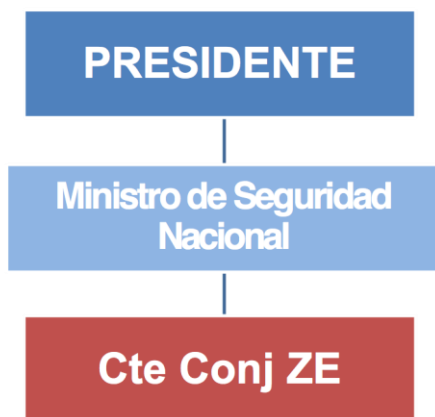 PRESIDENTE
Ministro de Seguridad
Nacional
Cte Conj ZE